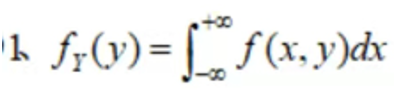 1、 f_Y(y)=∫_{-∞}^{+∞} f(x,y)dx